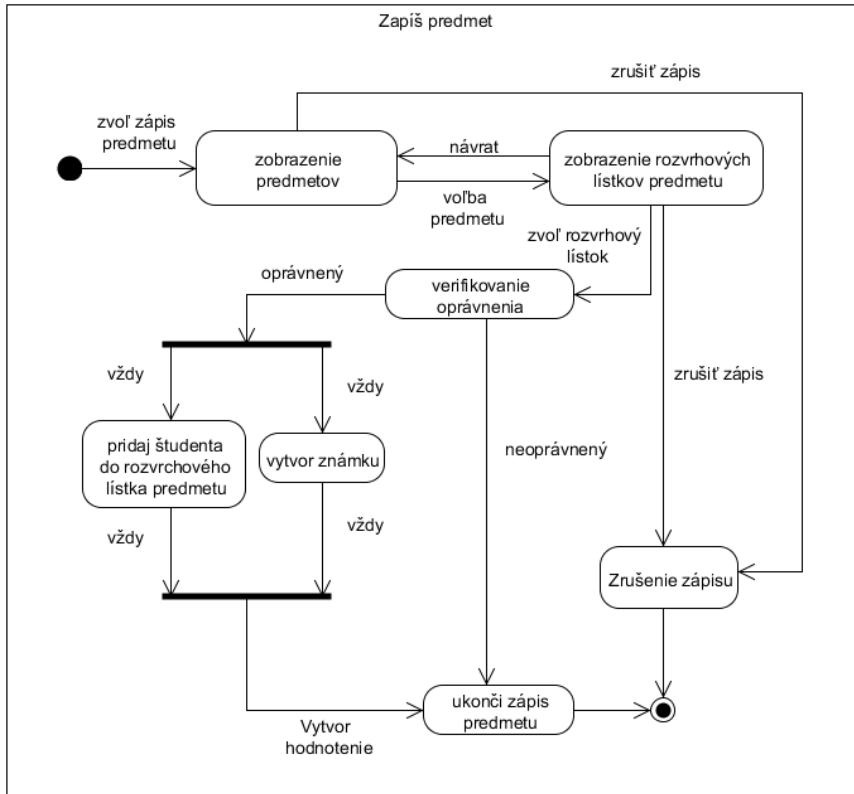 Zapíš predmet
zrušiť zápis
zvoľ zápis
predmetu
zobrazenie
predmetov
návrat
zobrazenie rozvrhových
lístkov predmetu
voľba
predmetu
zvoľ rozvrhový
lístok
oprávnený
verifikovanie
oprávnenia
vždy
vždy
zrušiť zápis
pridaj študenta
do rozvrchového
lístka predmetu
vytvor známku
neoprávnený
vždy
vždy
Zrušenie zápisu
ukonči zápis
predmetu
Vytvor
hodnotenie